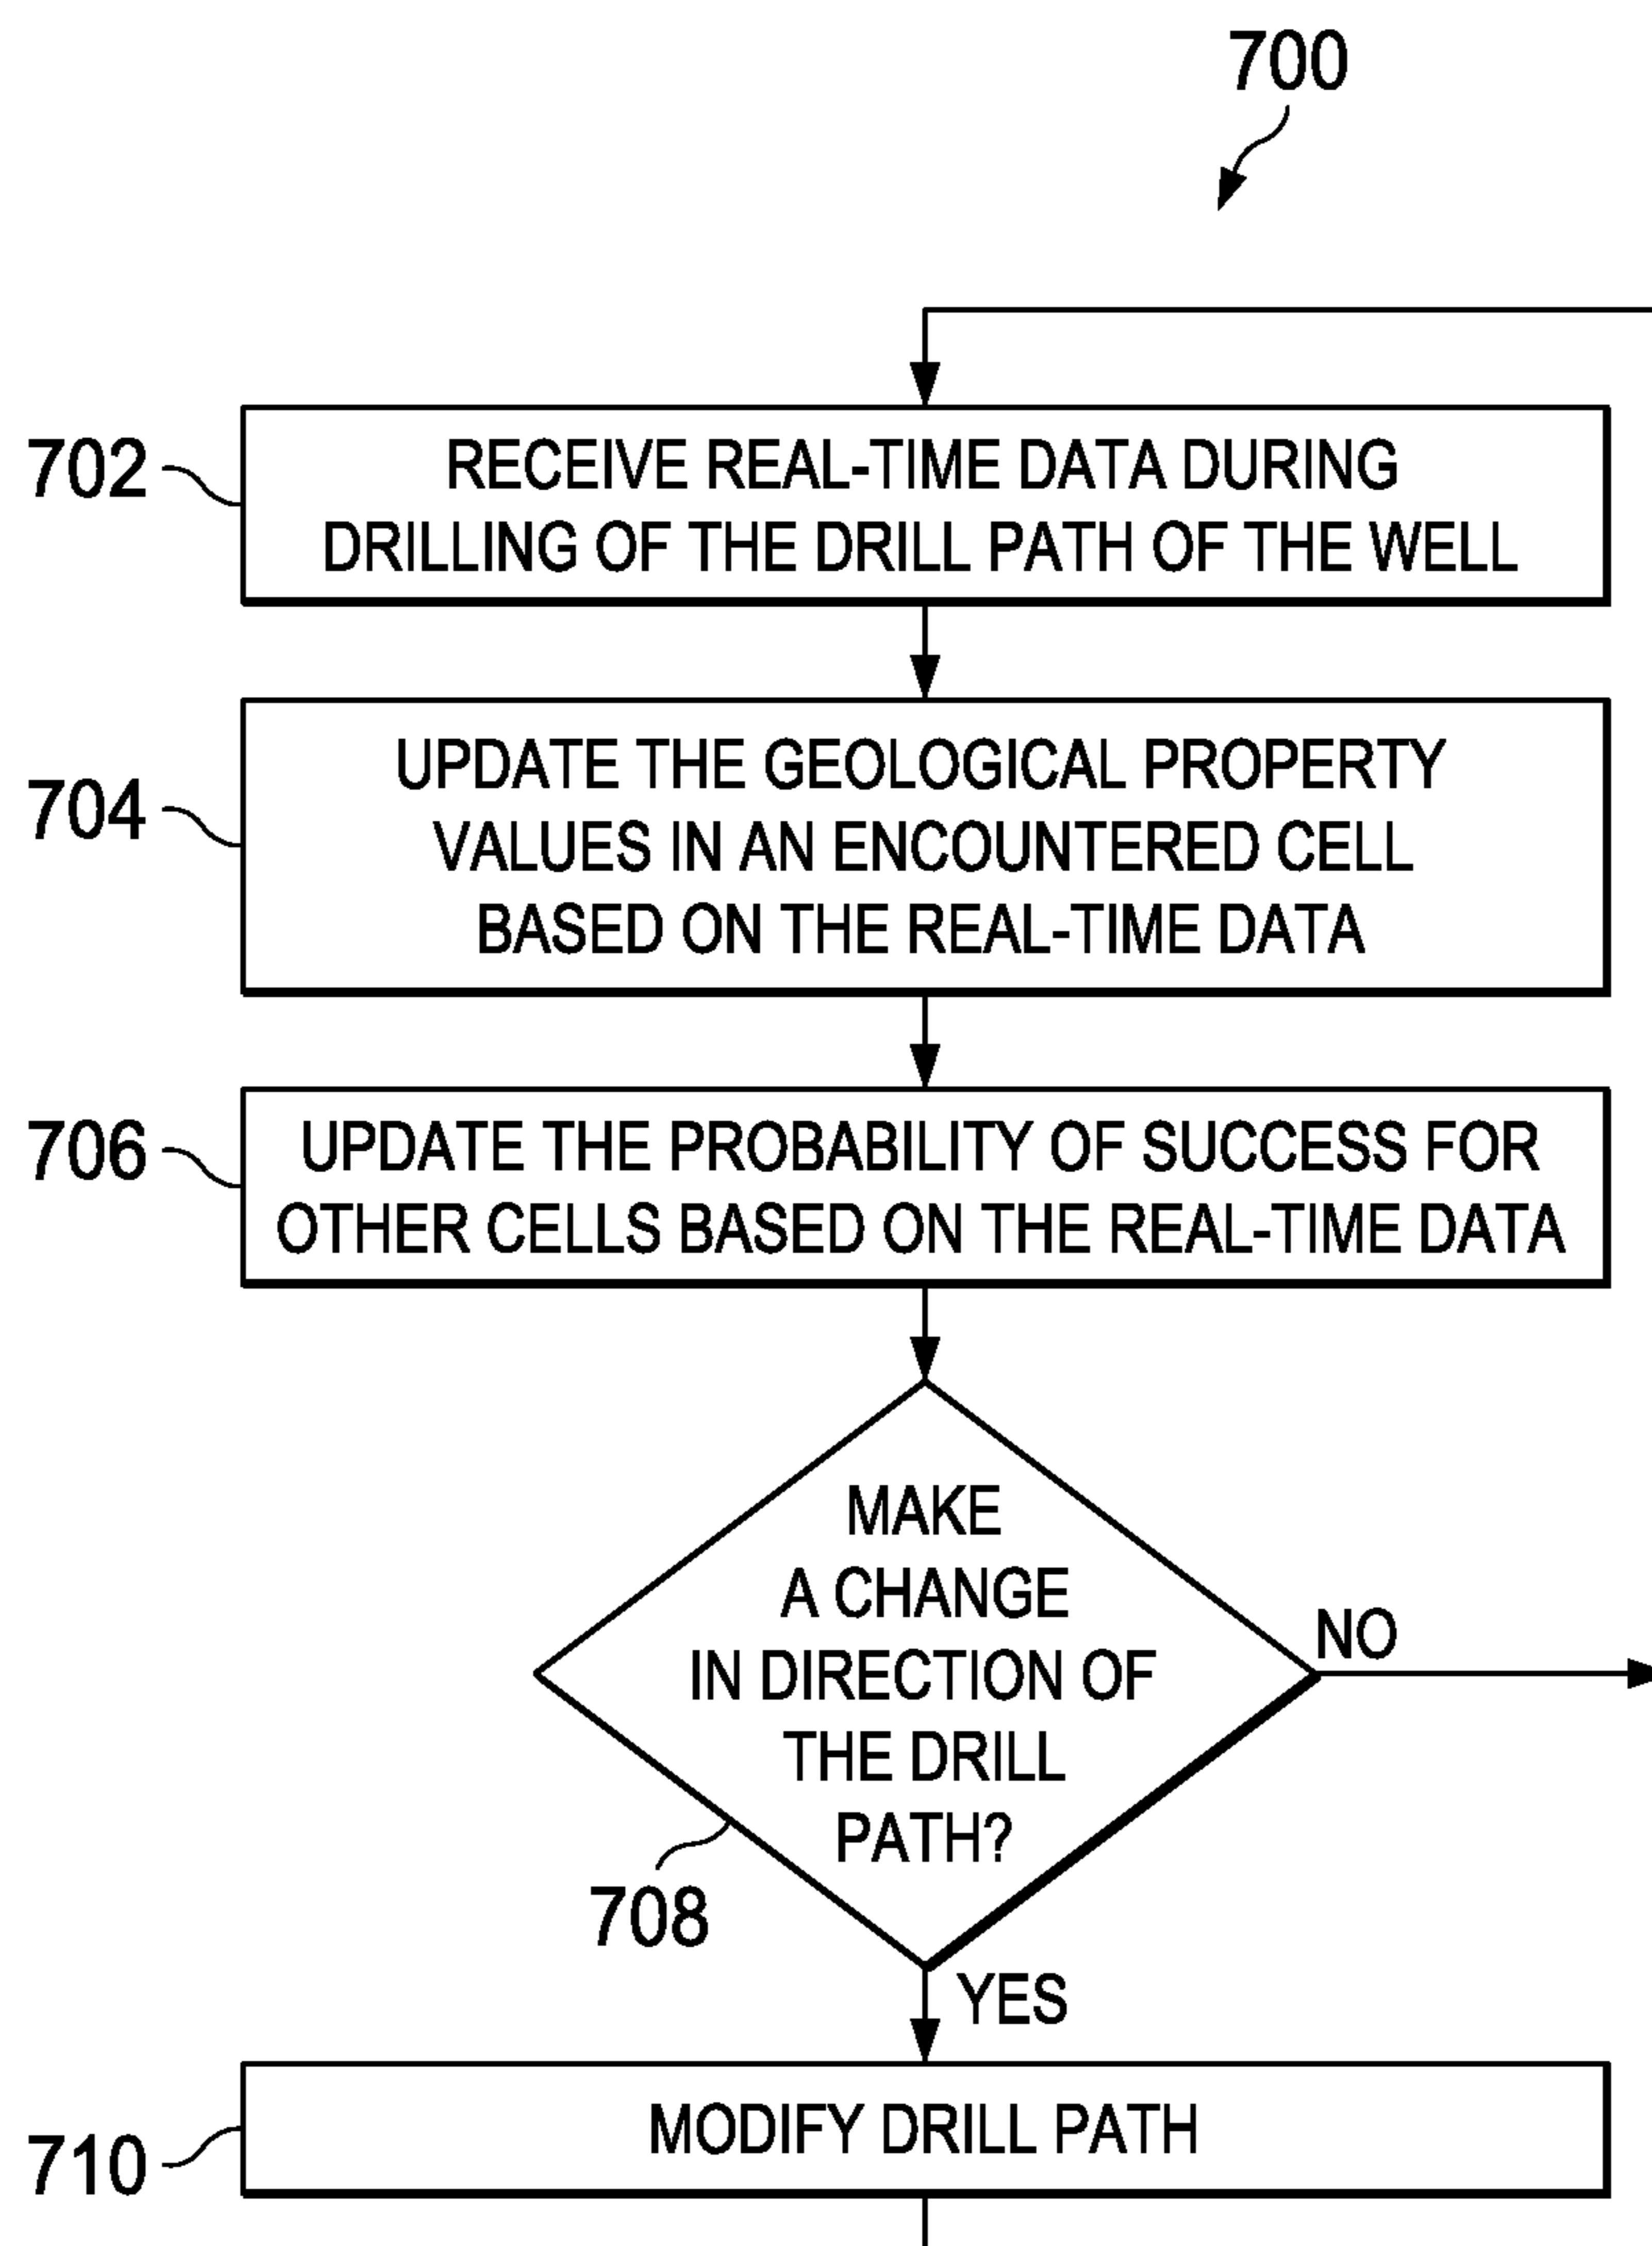 700
702
RECEIVE REAL-TIME DATA DURING
DRILLING OF THE DRILL PATH OF THE WELL
704
UPDATE THE GEOLOGICAL PROPERTY
VALUES IN AN ENCOUNTERED CELL
BASED ON THE REAL-TIME DATA
706
UPDATE THE PROBABILITY OF SUCCESS FOR
OTHER CELLS BASED ON THE REAL-TIME DATA
MAKE
A CHANGE
IN DIRECTION OF
THE DRILL
PATH?
NO
708
YES
MODIFY DRILL PATH
710